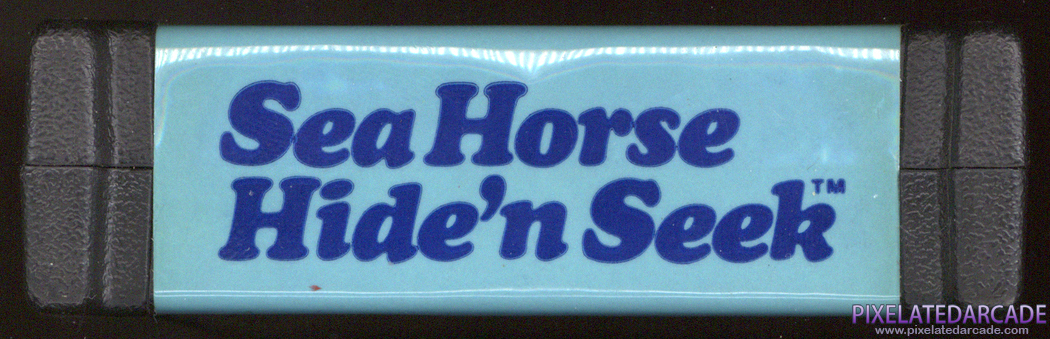 Sea Horse
Hide'n Seek™
PIXELATEDARCADE
www.pixelatedarcade.com